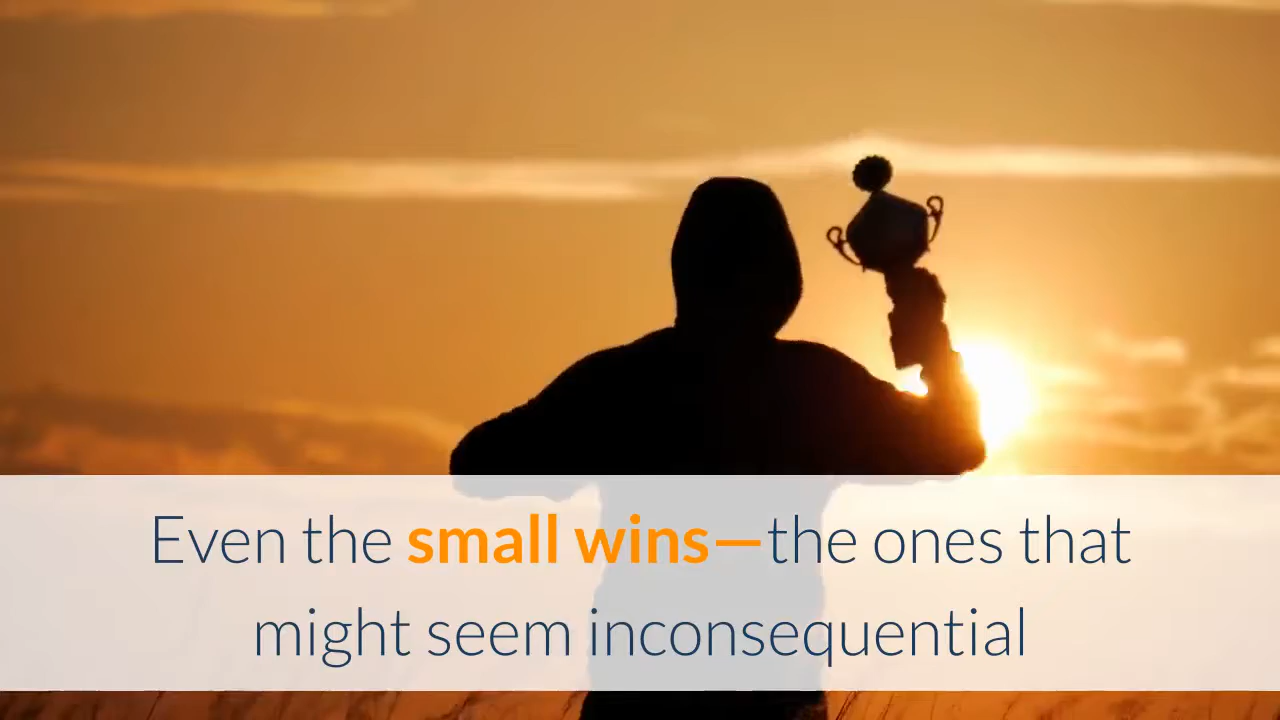 Even the small wins—the ones that
might seem inconsequential